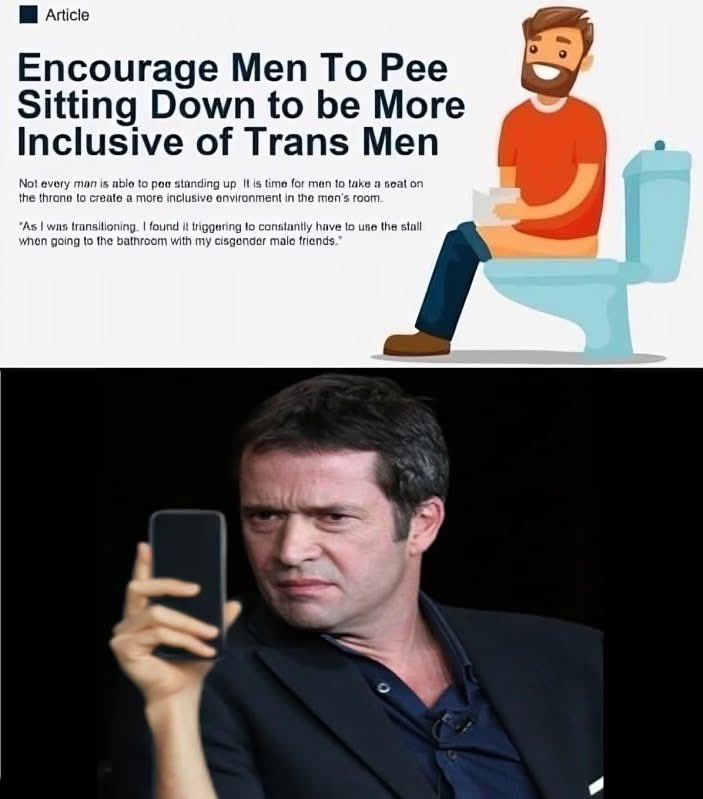 Article
Encourage Men To Pee
Sitting Down to be More
Inclusive of Trans Men
Not every man is able to pee standing up. It is time for men to take a seat on
the throne to create a more inclusive environment in the men's room.
"As I was transitioning, I found it triggering to constantly have to use the stall
when going to the bathroom with my cisgender male friends."